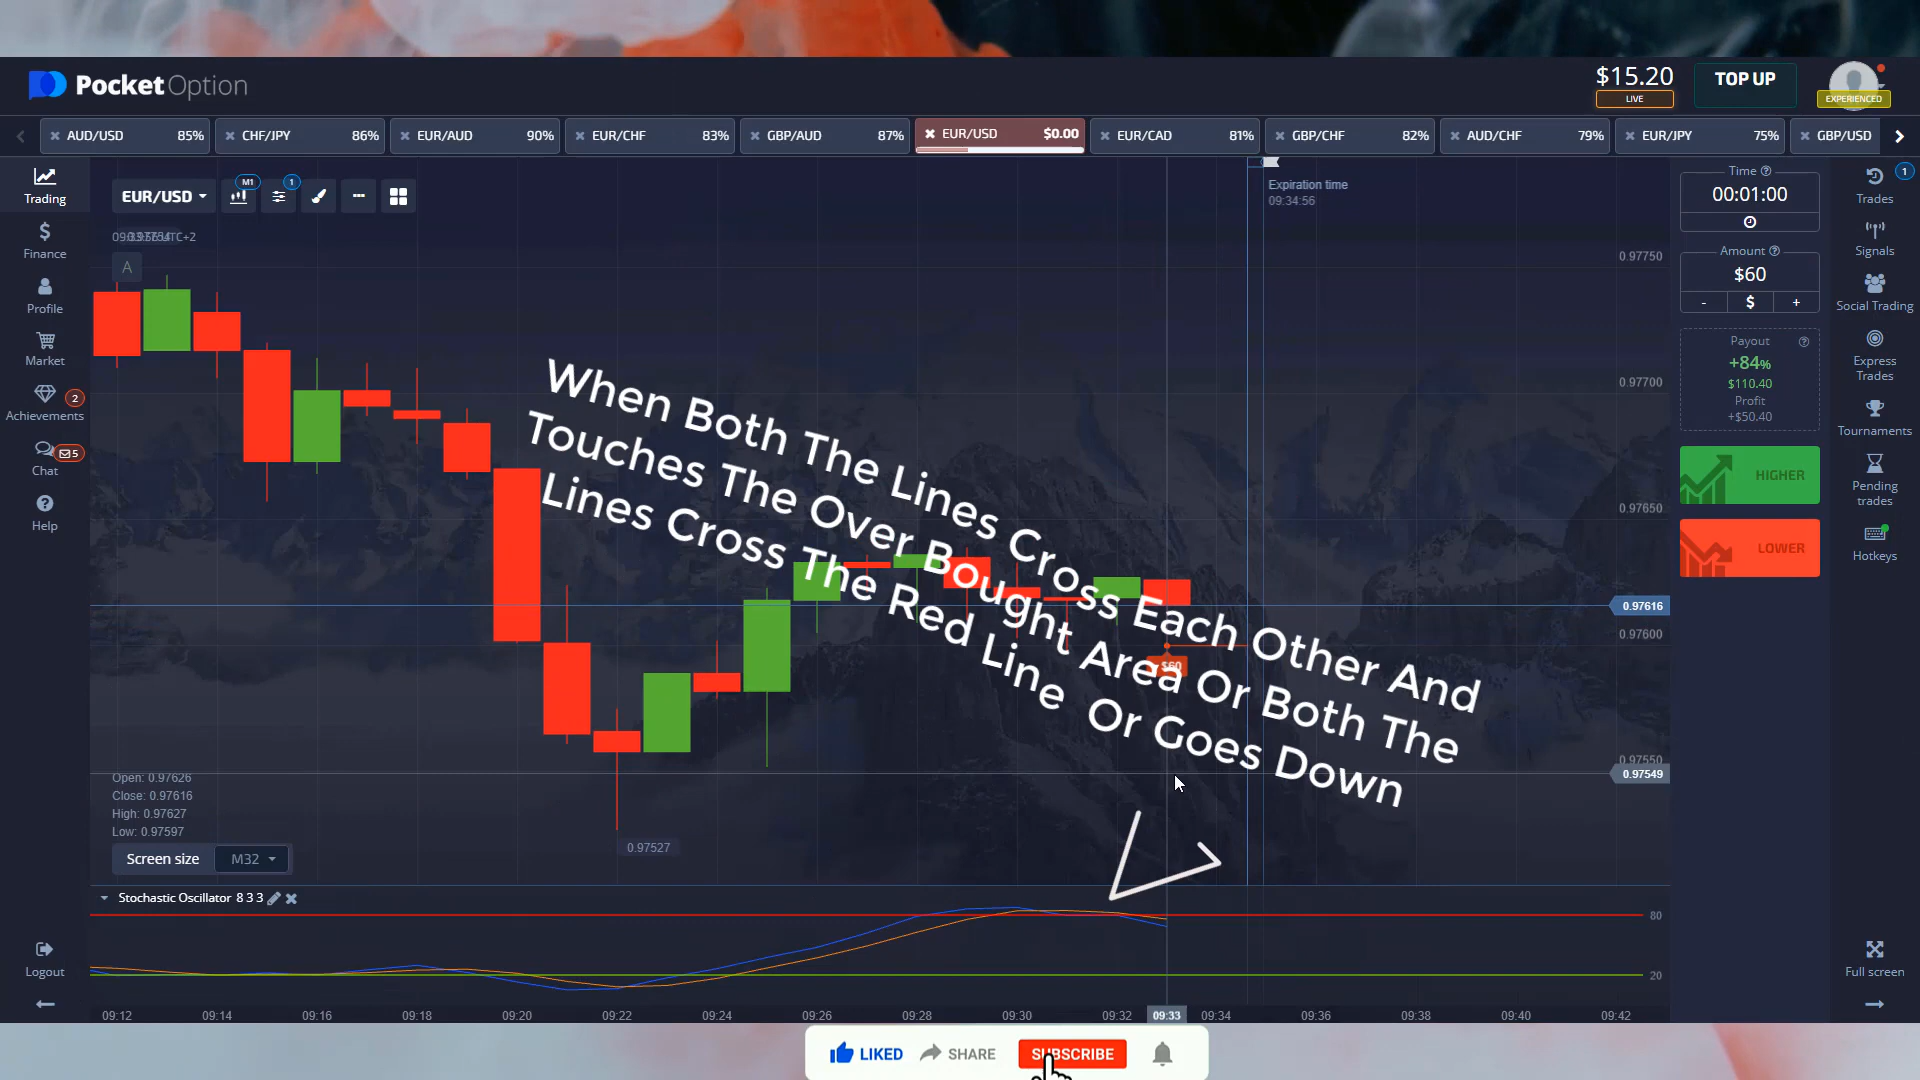 PocketOption
$15.20
LIVE
TOP UP
EXPERIENCED
AUD/USD 85%
CHF/JPY 86%
EUR/AUD 90%
EUR/CHF 83%
GBP/AUD 87%
EUR/USD $0.00
EUR/CAD 81%
GBP/CHF 82%
AUD/CHF 79%
EUR/JPY 75%
GBP/USD
Trading
Finance
Profile
Market
Achievements 2
Chat 5
Help
Logout
EUR/USD
M1
1
A
Expiration time
09:34:56
When Both The Lines Cross Each Other And
Touches The Over Bought Area Or Both The
Lines Cross The Red Line Or Goes Down
$60
0.97750
0.97700
0.97650
0.97616
0.97600
0.97550
0.97549
Open: 0.97626
Close: 0.97616
High: 0.97627
Low: 0.97597
Screen size M32
0.97527
Stochastic Oscillator 8 3 3
80
20
09:12 09:14 09:16 09:18 09:20 09:22 09:24 09:26 09:28 09:30 09:32 09:33 09:34 09:36 09:38 09:40 09:42
Time
00:01:00
Amount
$60
- $ +
Payout
+84%
$110.40
Profit
+$50.40
HIGHER
LOWER
1
Trades
Signals
Social Trading
Express
Trades
Tournaments
Pending
trades
Hotkeys
Full screen
LIKED SHARE SUBSCRIBE